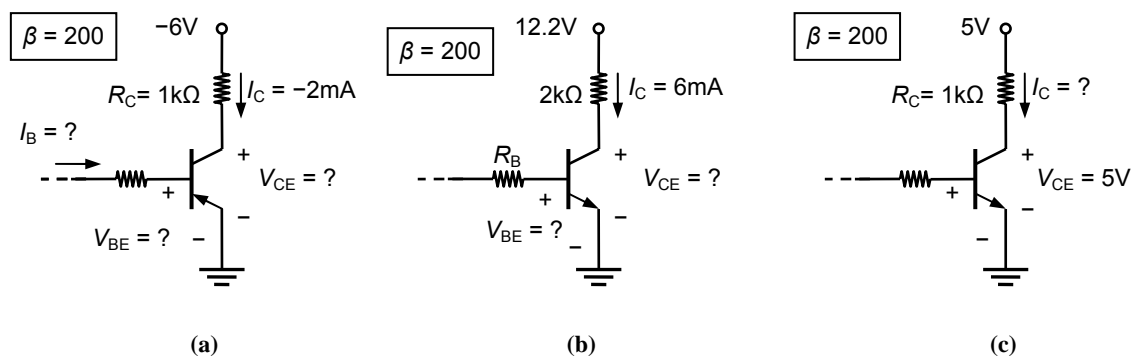 β = 200
−6V
R_C = 1kΩ
I_C = −2mA
I_B = ?
+
+
V_CE = ?
−
V_BE = ?
−
(a)
β = 200
12.2V
2kΩ
I_C = 6mA
R_B
+
+
V_CE = ?
−
V_BE = ?
−
(b)
β = 200
5V
R_C = 1kΩ
I_C = ?
+
+
V_CE = 5V
−
−
(c)